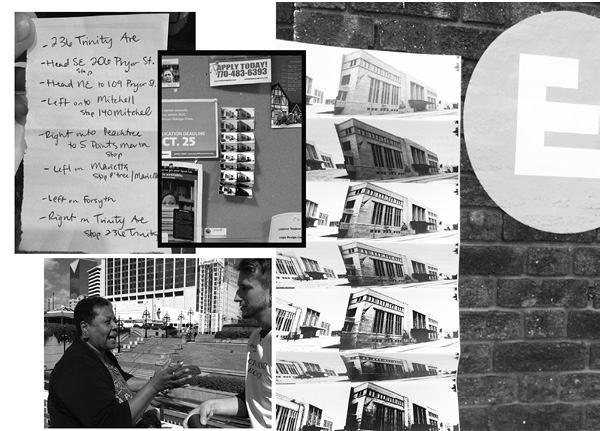 - 236 Trinity Ave
- Head SE 206 Pryor St.
stop
- Head NE to 109 Pryor St.
- Left onto Mitchell
stop 140 Mitchell
- Right onto Peachtree
to 5 Points marta
stop
- Left on Marietta
stop P'tree/Marietta
- Left on Forsyth
- Right on Trinity Ave
stop 236 Trinity
APPLY TODAY!
770-483-6393
DEADLINE
CT. 25
E